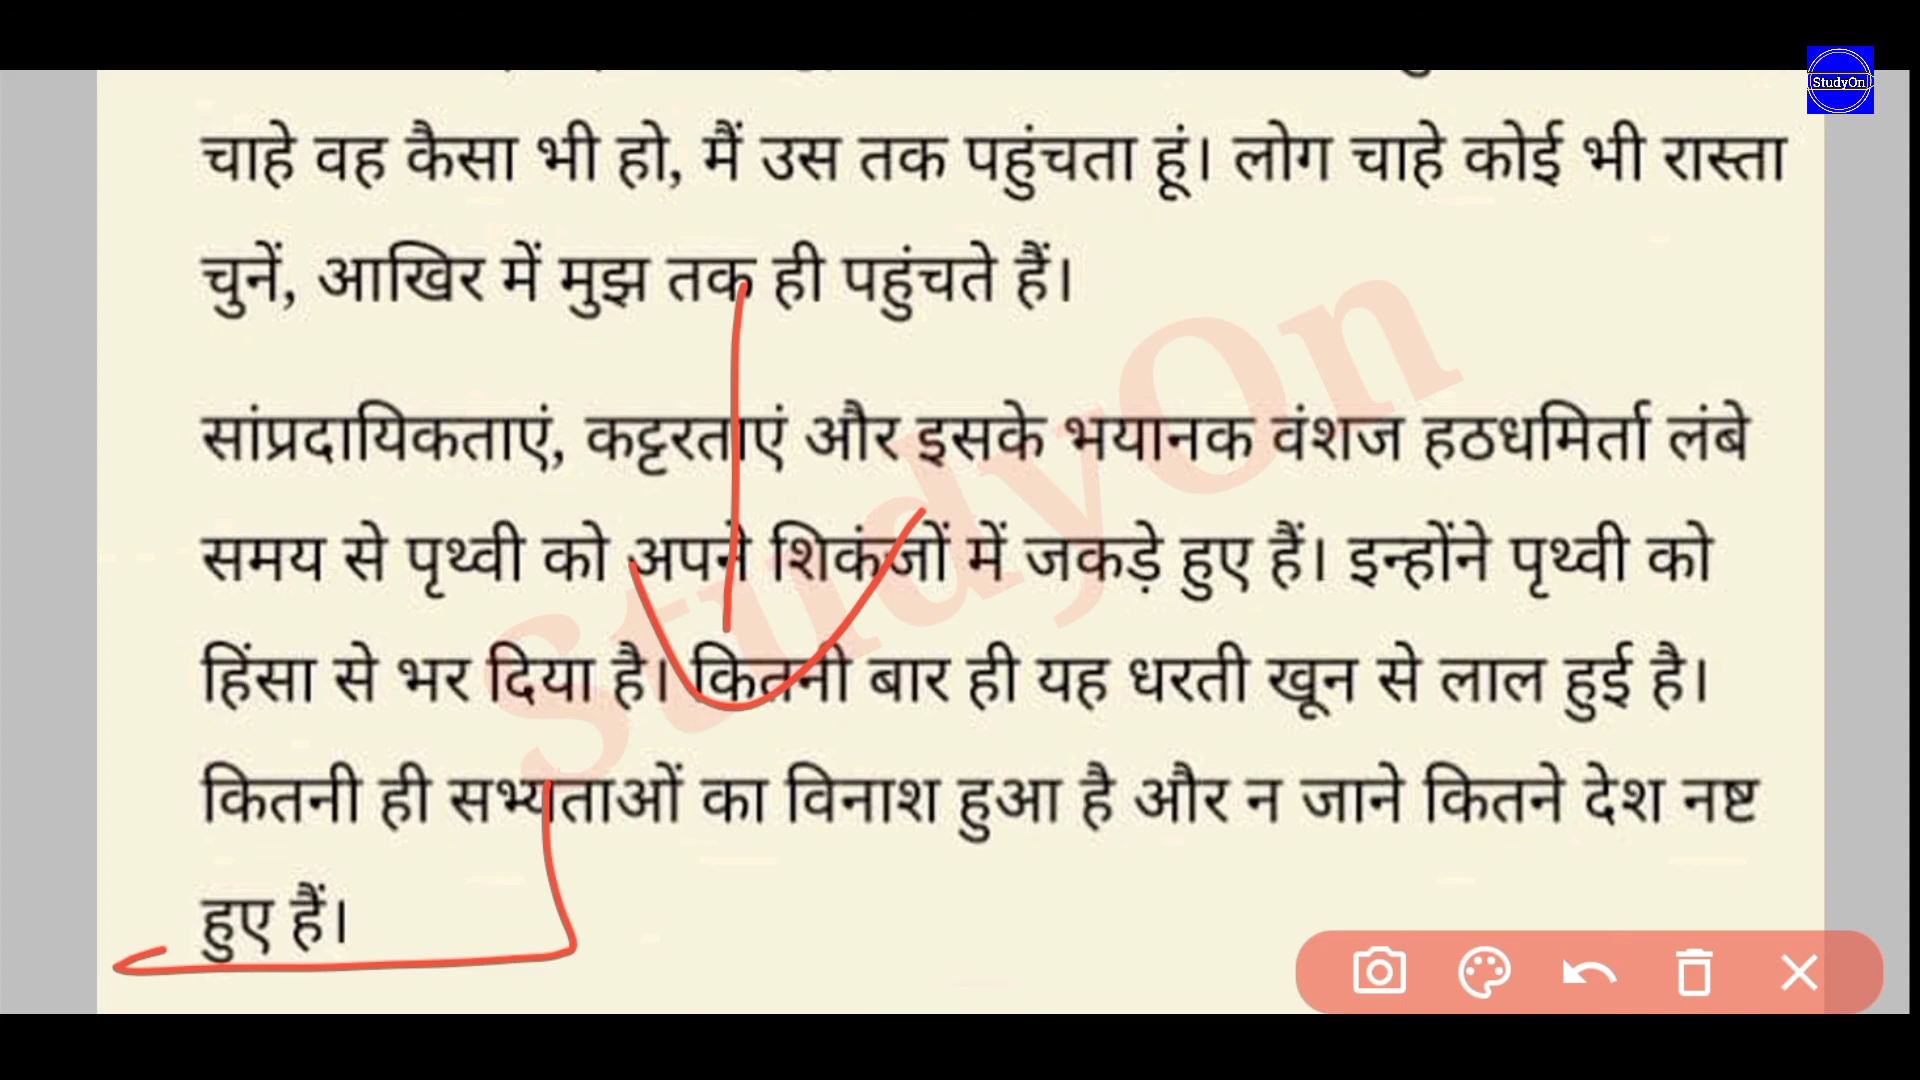 StudyOn
चाहे वह कैसा भी हो, मैं उस तक पहुंचता हूं। लोग चाहे कोई भी रास्ता
चुनें, आखिर में मुझ तक ही पहुंचते हैं।
सांप्रदायिकताएं, कट्टरताएं और इसके भयानक वंशज हठधमिर्ता लंबे
समय से पृथ्वी को अपने शिकंजों में जकड़े हुए हैं। इन्होंने पृथ्वी को
हिंसा से भर दिया है। कितनी बार ही यह धरती खून से लाल हुई है।
कितनी ही सभ्यताओं का विनाश हुआ है और न जाने कितने देश नष्ट
हुए हैं।
StudyOn